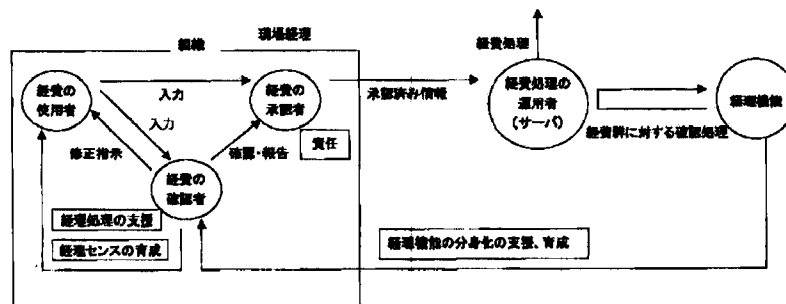 組織
現場経理
経費処理
経費の
使用者
入力
経費の
承認者
承認済み情報
経費処理の
運用者
(サーバ)
経理機能
入力
経費群に対する確認処理
修正指示
確認・報告
責任
経費の
確認者
経理処理の支援
経理センスの育成
経理機能の分身化の支援、育成